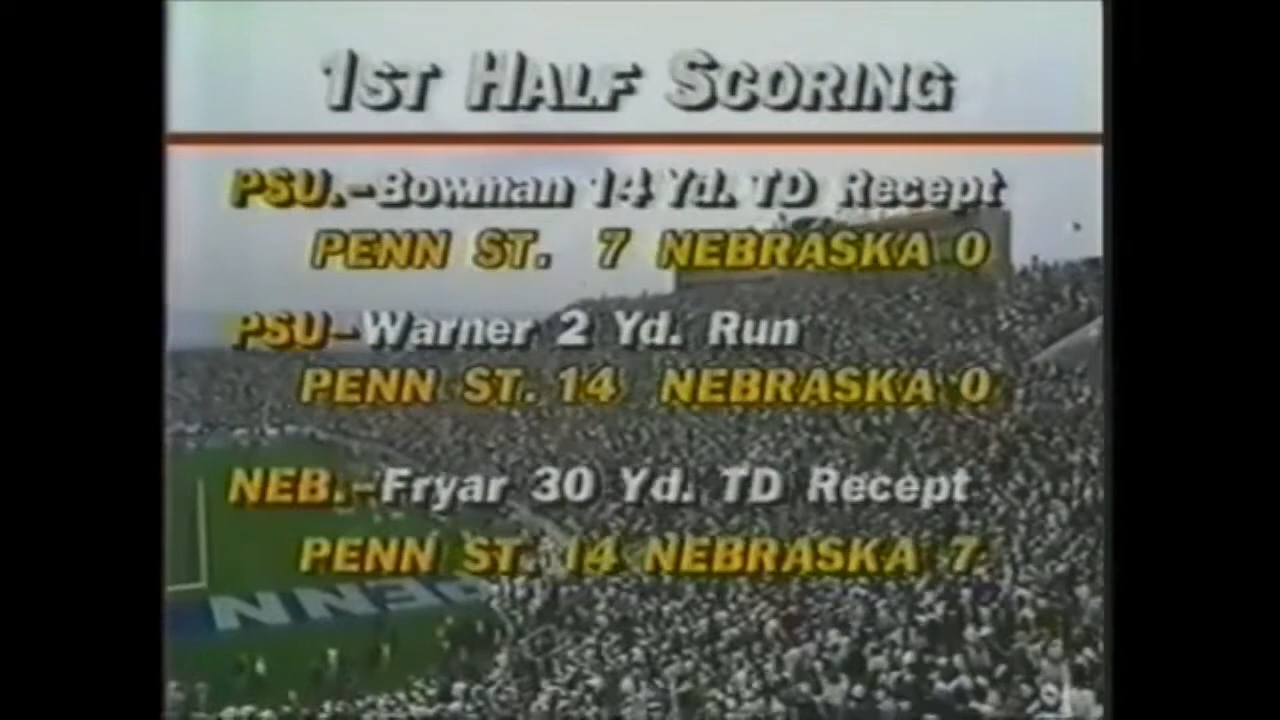 1ST HALF SCORING
PSU.-Bowman 14 Yd. TD Recept
PENN ST. 7 NEBRASKA 0
PSU-Warner 2 Yd. Run
PENN ST. 14 NEBRASKA 0
NEB.-Fryar 30 Yd. TD Recept
PENN ST. 14 NEBRASKA 7
PENN